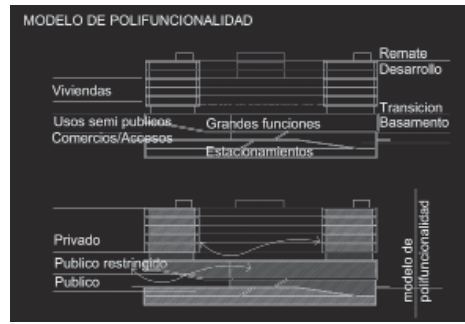 MODELO DE POLIFUNCIONALIDAD
Remate
Desarrollo
Viviendas
Transicion
Usos semi publicos
Grandes funciones
Basamento
Comercios/Accesos
Estacionamientos
Privado
Publico restringido
Publico
modelo de
polifuncionalidad